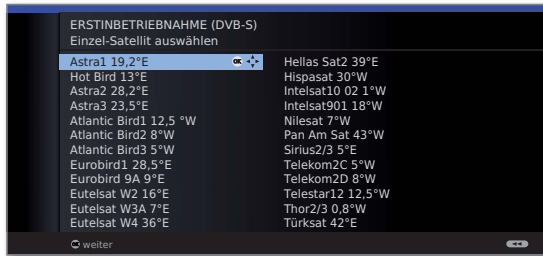 ERSTINBETRIEBNAHME (DVB-S)
Einzel-Satellit auswählen
Astra1 19,2°E
Hot Bird 13°E
Astra2 28,2°E
Astra3 23,5°E
Atlantic Bird1 12,5 °W
Atlantic Bird2 8°W
Atlantic Bird3 5°W
Eurobird1 28,5°E
Eurobird 9A 9°E
Eutelsat W2 16°E
Eutelsat W3A 7°E
Eutelsat W4 36°E
OK
Hellas Sat2 39°E
Hispasat 30°W
Intelsat10 02 1°W
Intelsat901 18°W
Nilesat 7°W
Pan Am Sat 43°W
Sirius2/3 5°E
Telekom2C 5°W
Telekom2D 8°W
Telestar12 12,5°W
Thor2/3 0,8°W
Türksat 42°E
OK weiter